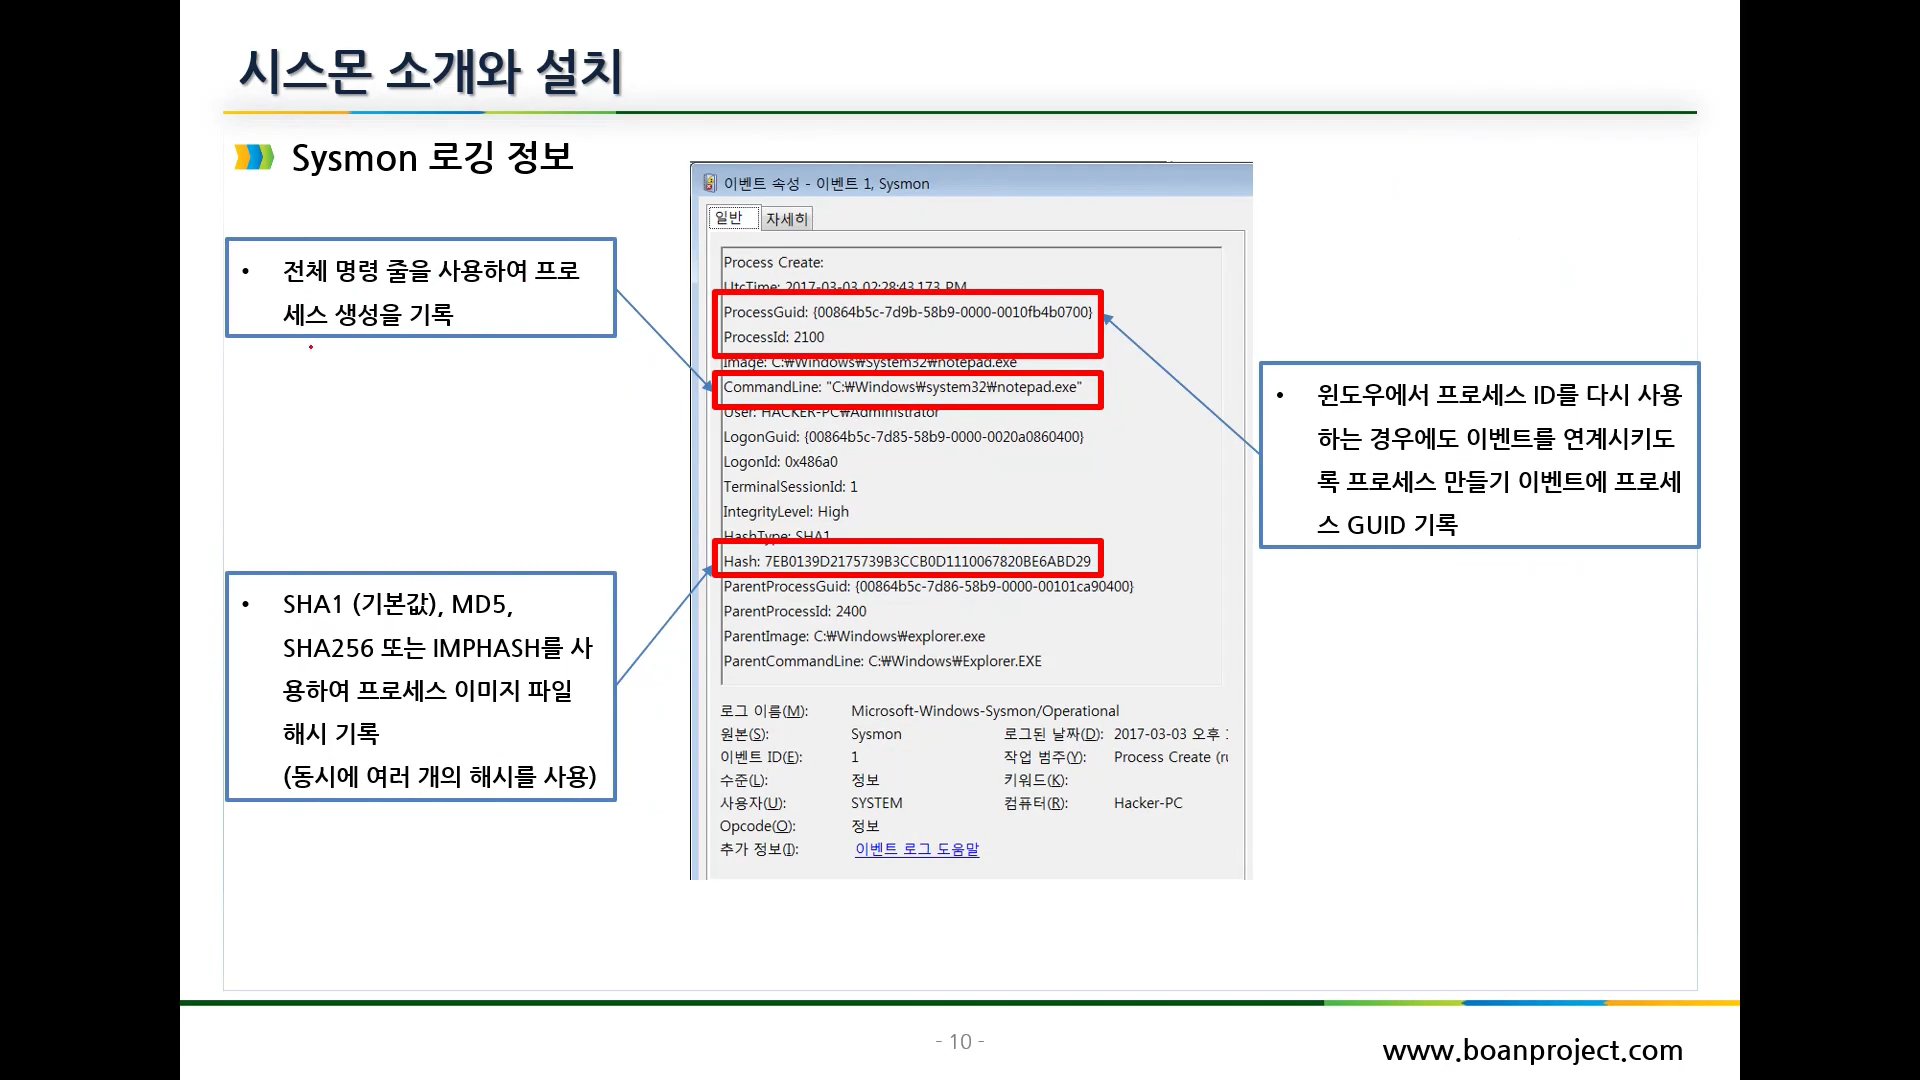 시스몬 소개와 설치
Sysmon 로깅 정보
• 전체 명령 줄을 사용하여 프로
세스 생성을 기록
• SHA1 (기본값), MD5,
SHA256 또는 IMPHASH를 사
용하여 프로세스 이미지 파일
해시 기록
(동시에 여러 개의 해시를 사용)
이벤트 속성 - 이벤트 1, Sysmon
일반 자세히
Process Create:
UtcTime: 2017-03-03 02:28:43.173 PM
ProcessGuid: {00864b5c-7d9b-58b9-0000-0010fb4b0700}
ProcessId: 2100
Image: C:₩Windows₩System32₩notepad.exe
CommandLine: "C:₩Windows₩system32₩notepad.exe"
User: HACKER-PC₩Administrator
LogonGuid: {00864b5c-7d85-58b9-0000-0020a0860400}
LogonId: 0x486a0
TerminalSessionId: 1
IntegrityLevel: High
HashType: SHA1
Hash: 7EB0139D2175739B3CCB0D1110067820BE6ABD29
ParentProcessGuid: {00864b5c-7d86-58b9-0000-00101ca90400}
ParentProcessId: 2400
ParentImage: C:₩Windows₩explorer.exe
ParentCommandLine: C:₩Windows₩Explorer.EXE
로그 이름(M): Microsoft-Windows-Sysmon/Operational
원본(S): Sysmon 로그된 날짜(D): 2017-03-03 오후
이벤트 ID(E): 1 작업 범주(Y): Process Create (ru
수준(L): 정보 키워드(K):
사용자(U): SYSTEM 컴퓨터(R): Hacker-PC
Opcode(O): 정보
추가 정보(I): 이벤트 로그 도움말
• 윈도우에서 프로세스 ID를 다시 사용
하는 경우에도 이벤트를 연계시키도
록 프로세스 만들기 이벤트에 프로세
스 GUID 기록
- 10 -
www.boanproject.com